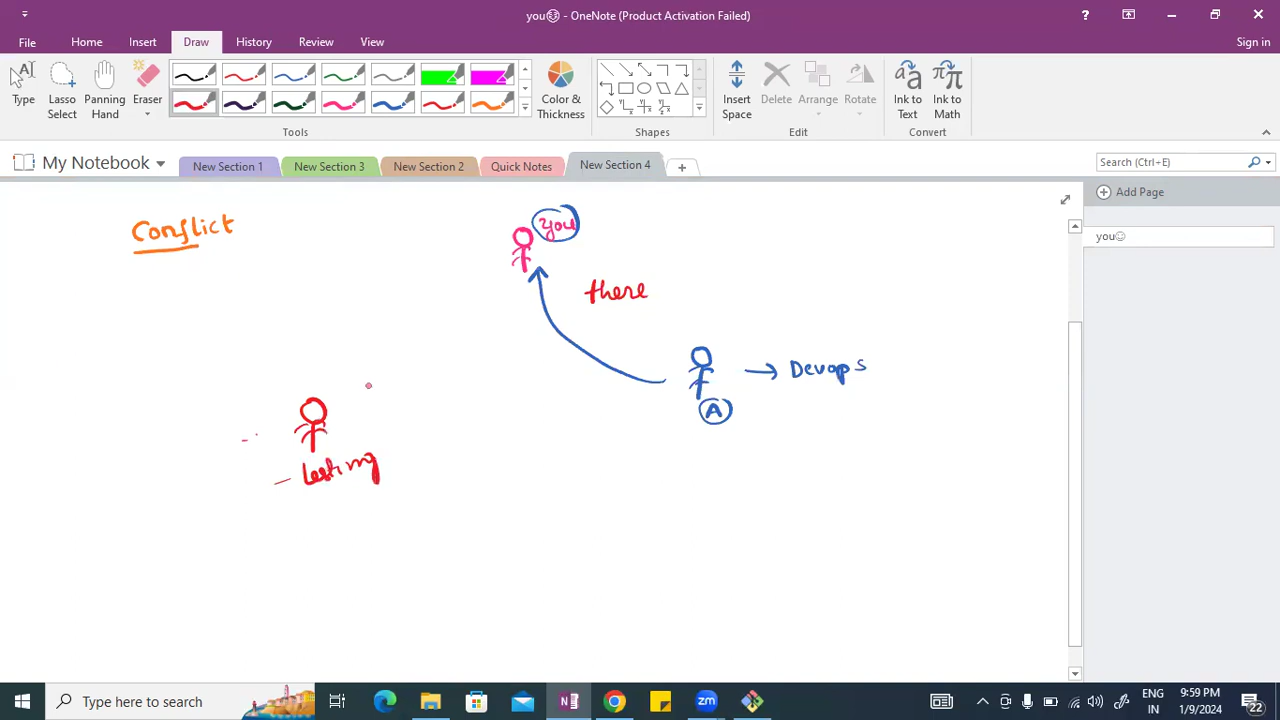 you☺ - OneNote (Product Activation Failed)
File Home Insert Draw History Review View Sign in
Type
Lasso Select
Panning Hand
Eraser
Color & Thickness
Insert Space
Delete
Arrange
Rotate
Ink to Text
Ink to Math
Tools Shapes Edit Convert
My Notebook New Section 1 New Section 3 New Section 2 Quick Notes New Section 4 Search (Ctrl+E)
Add Page
you☺
Conflict
you
there
Devops
A
testing
Type here to search
zm
ENG
IN
9:59 PM
1/9/2024
22